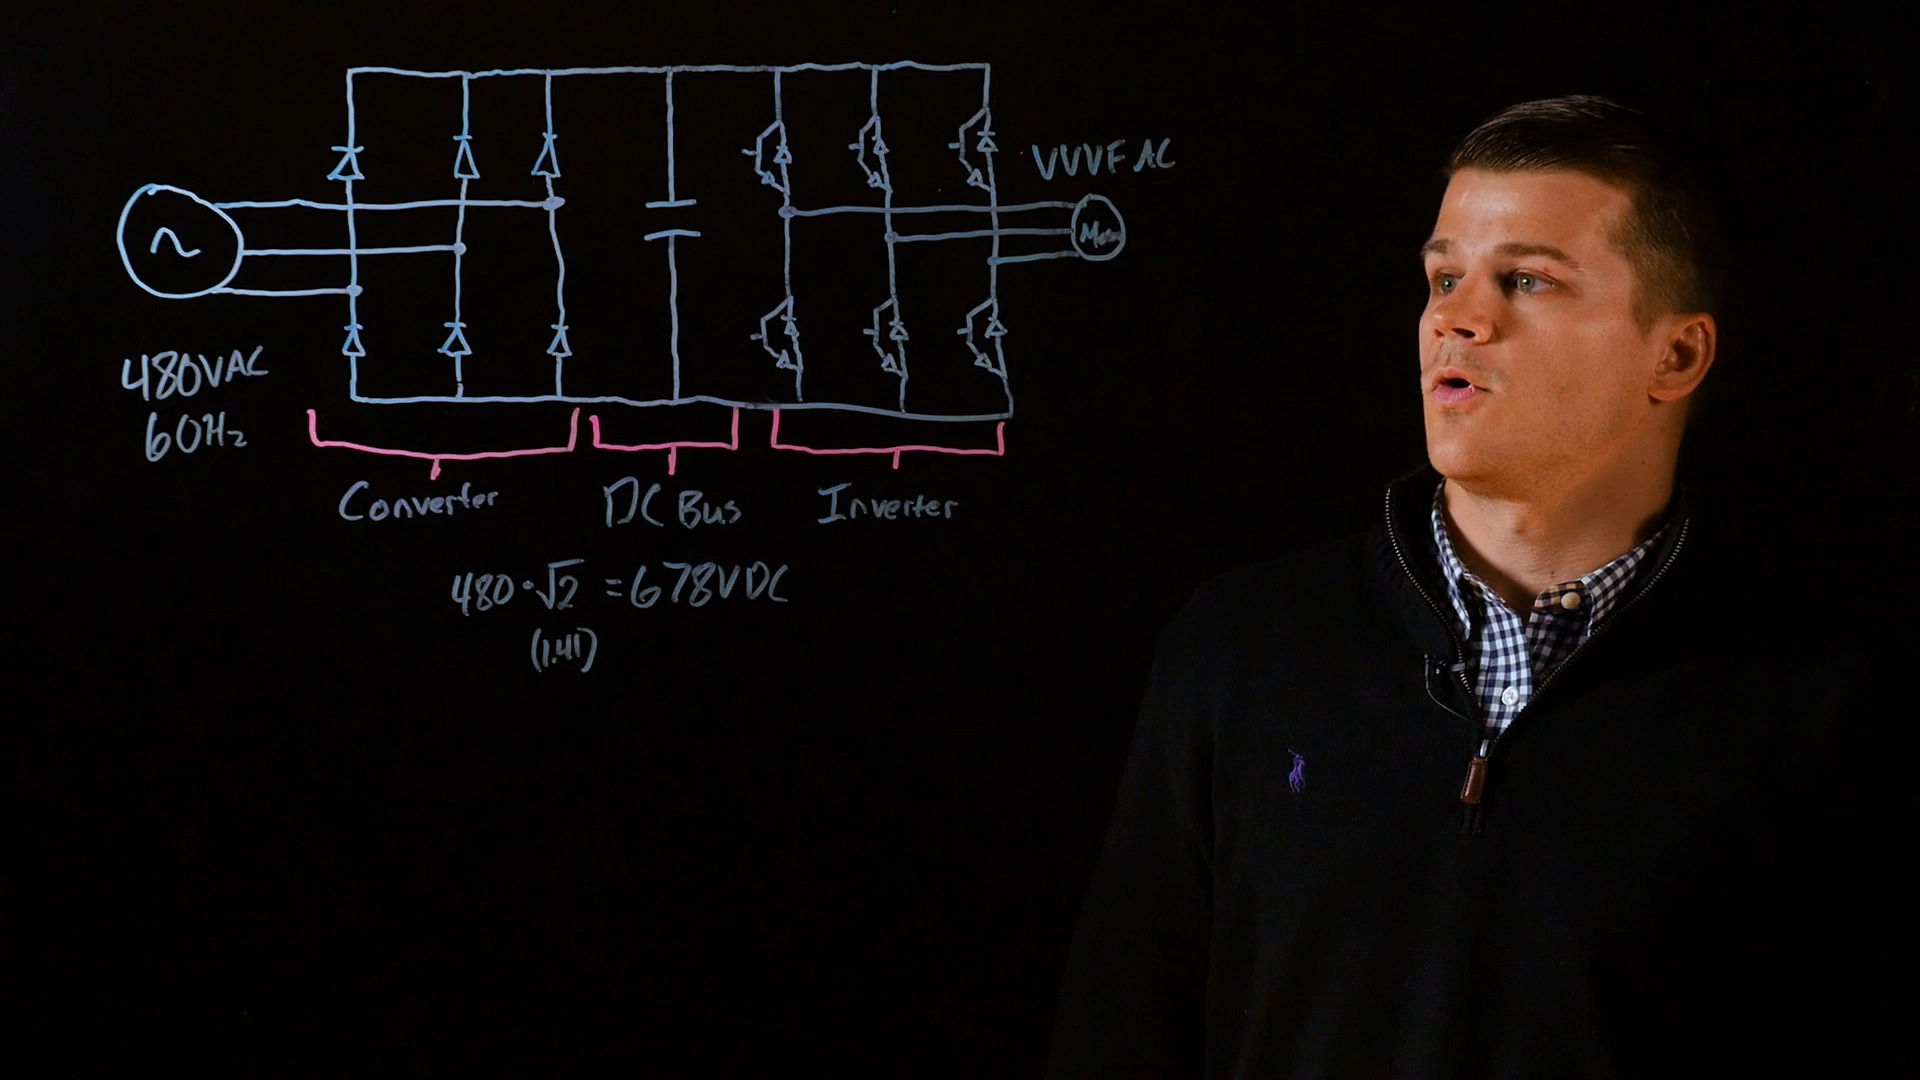 VVVF AC
~
480VAC
60Hz
Converter
DC Bus
Inverter
480·√2 = 678VDC
(1.41)